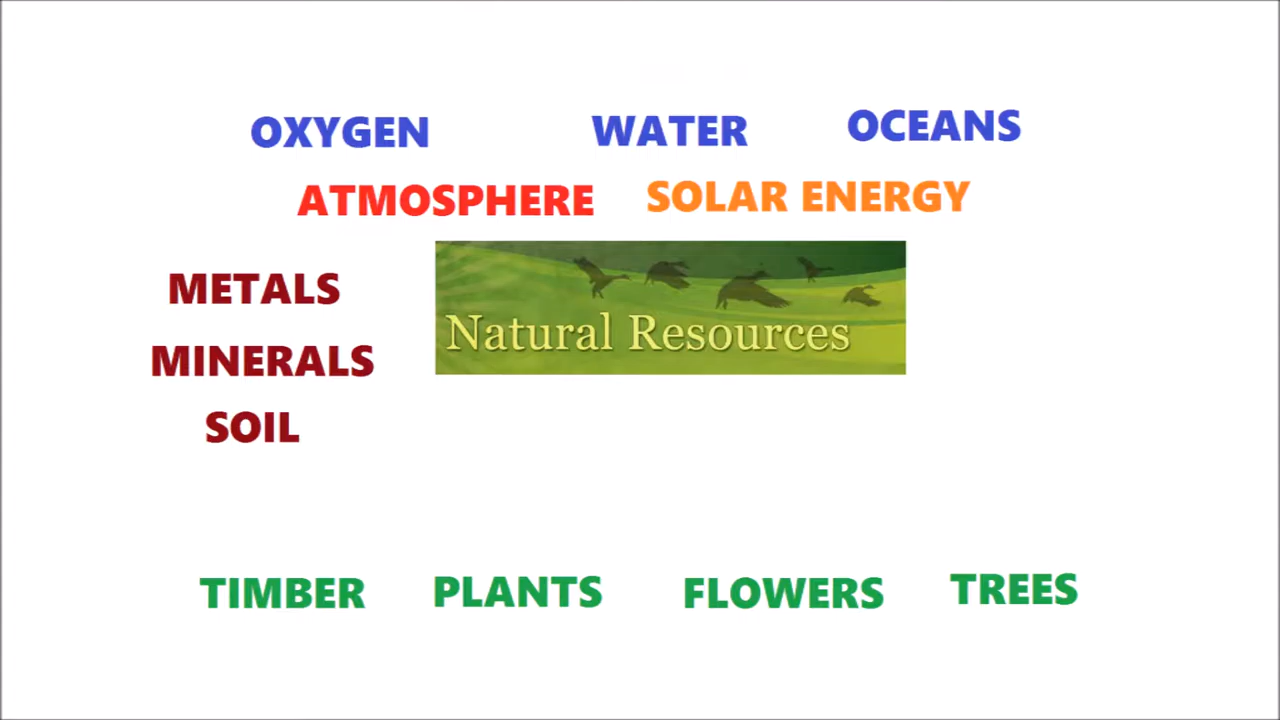 OXYGEN WATER OCEANS
ATMOSPHERE SOLAR ENERGY
METALS
Natural Resources
MINERALS
SOIL
TIMBER PLANTS FLOWERS TREES